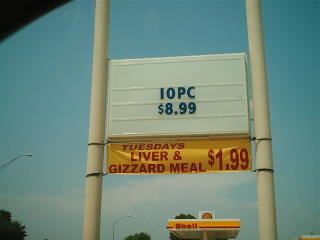 10PC
$8.99
TUESDAYS
LIVER & $1.99
GIZZARD MEAL
Shell